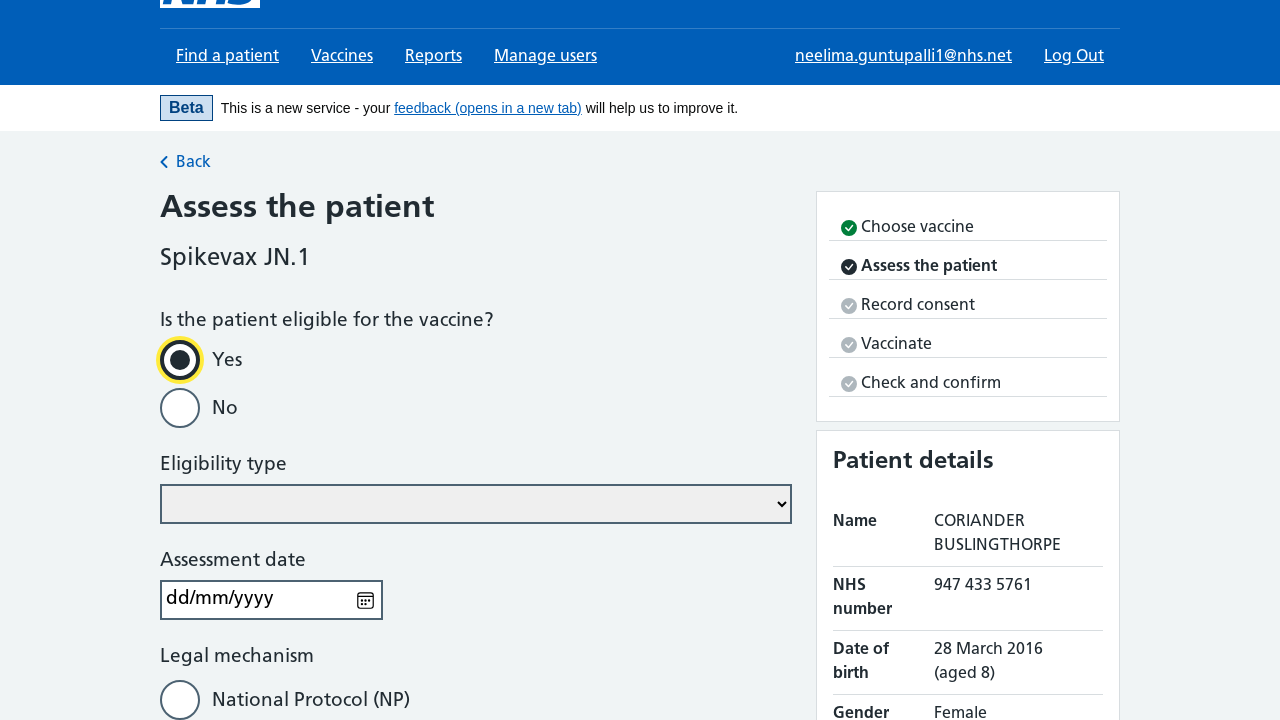 NHS
Find a patient Vaccines Reports Manage users neelima.guntupalli1@nhs.net Log Out
Beta This is a new service - your feedback (opens in a new tab) will help us to improve it.
Back
Assess the patient
Spikevax JN.1
Is the patient eligible for the vaccine?
Yes
No
Eligibility type
Assessment date
dd/mm/yyyy
Legal mechanism
National Protocol (NP)
Choose vaccine
Assess the patient
Record consent
Vaccinate
Check and confirm
Patient details
Name CORIANDER
BUSLINGTHORPE
NHS 947 433 5761
number
Date of 28 March 2016
birth (aged 8)
Gender Female